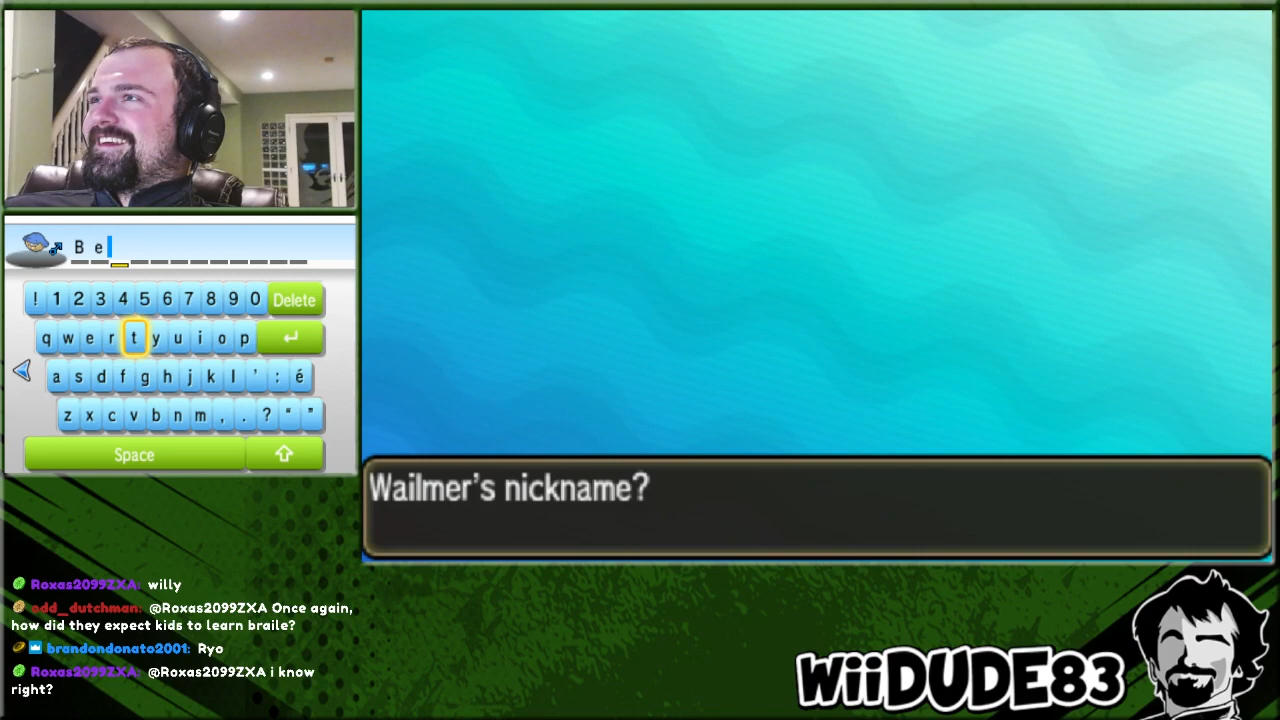 B e
! 1 2 3 4 5 6 7 8 9 0 Delete
q w e r t y u i o p
a s d f g h j k l ' : é
z x c v b n m , . ? “ ”
Space
Wailmer's nickname?
Roxas2099ZXA: willy
odd_dutchman: @Roxas2099ZXA Once again,
how did they expect kids to learn braile?
brandondonato2001: Ryo
Roxas2099ZXA: @Roxas2099ZXA i know
right?
WiiDUDE83